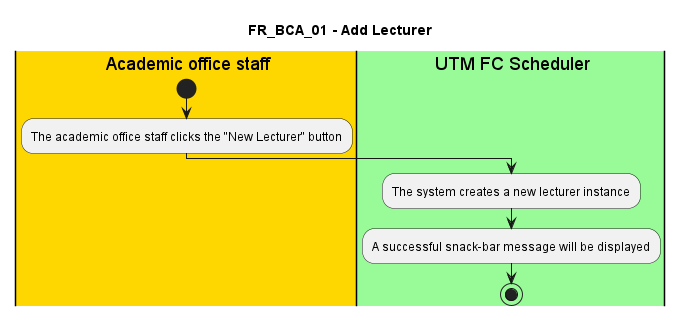 FR_BCA_01 - Add Lecturer
Academic office staff
UTM FC Scheduler
The academic office staff clicks the "New Lecturer" button
The system creates a new lecturer instance
A successful snack-bar message will be displayed